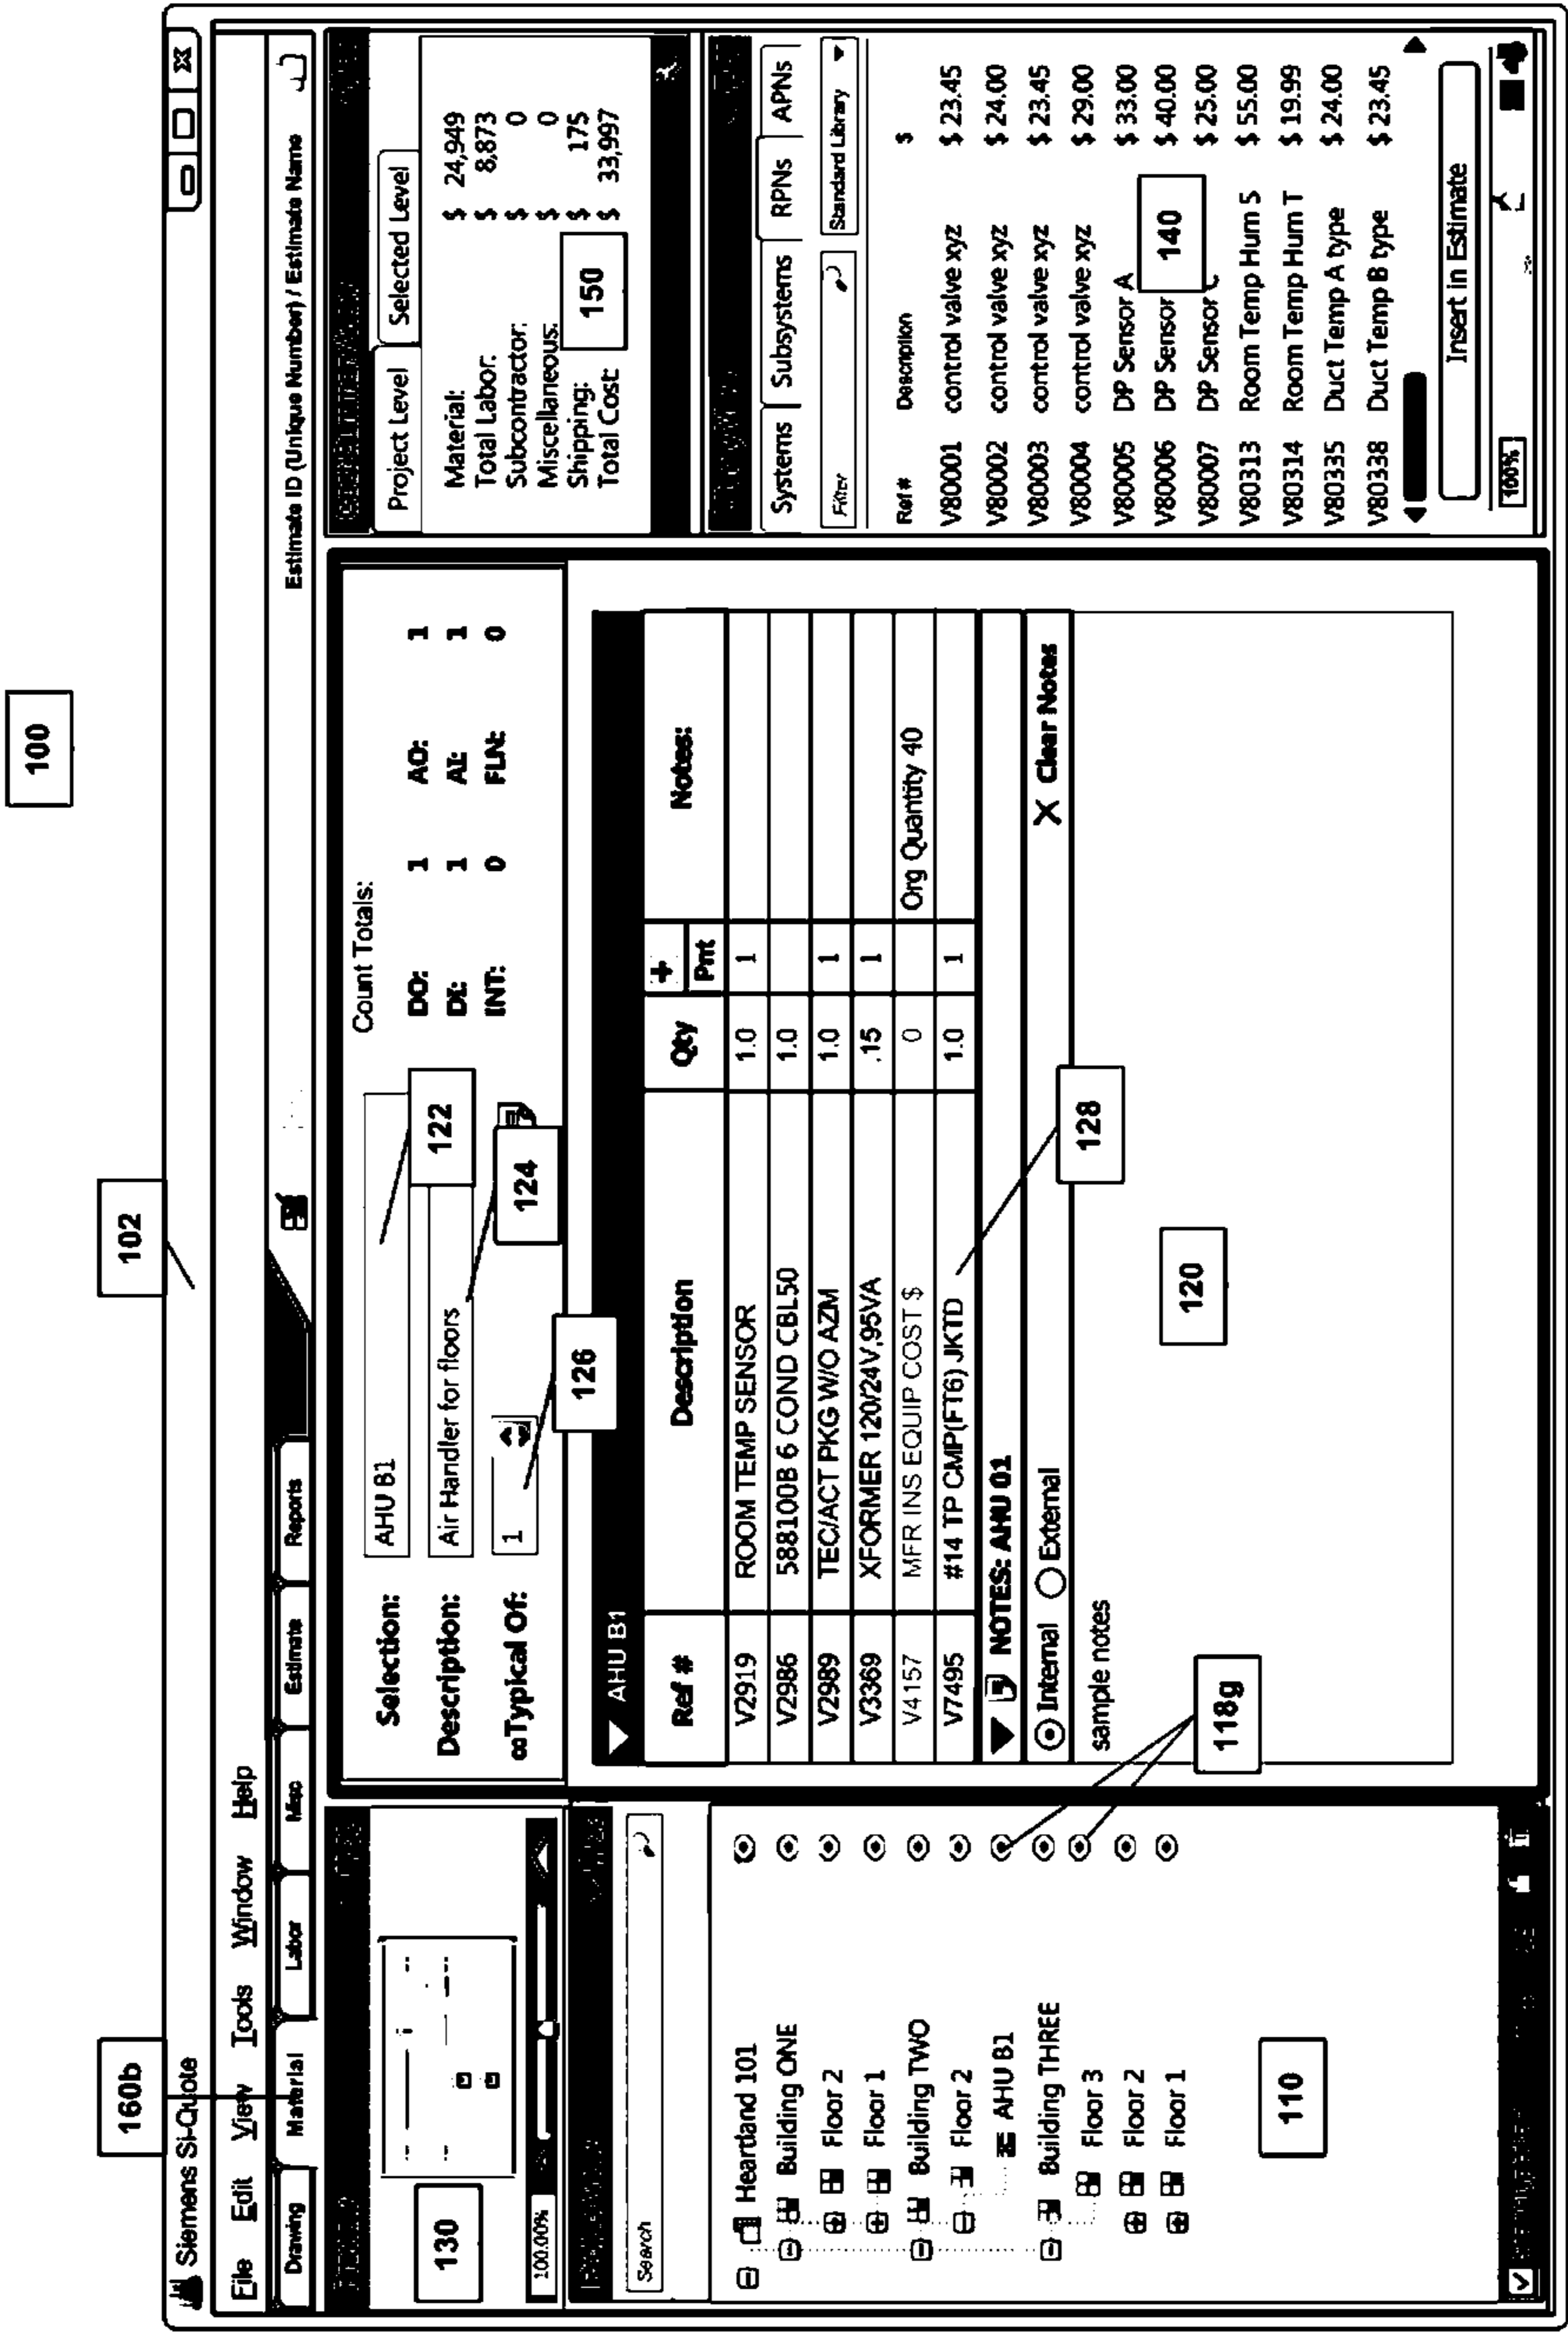 100
102
160b
Siemens Si-Quote
File Edit View Tools Window Help
Drawing Material Labor Misc Estimate Reports
Estimate ID (Unique Number) / Estimate Name
130
100.00%
Search
Heartland 101
Building ONE
Floor 2
Floor 1
Building TWO
Floor 2
AHU B1
Building THREE
Floor 3
Floor 2
Floor 1
110
118g
Selection: AHU B1
122
Description: Air Handler for floors
124
Typical Of: 1
126
Count Totals:
DO: 1 AO: 1
DI: 1 AI: 1
INT: 0 FLN: 0
AHU B1
Ref # Description Qty + Pnt Notes:
V2919 ROOM TEMP SENSOR 1.0 1
V2986 588100B 6 COND CBL50 1.0
V2989 TEC/ACT PKG W/O AZM 1.0 1
V3369 XFORMER 120/24V,95VA .15 1
V4157 MFR INS EQUIP COST $ 0 Org Quantity 40
V7495 #14 TP CMP(FT6) JKTD 1.0 1
NOTES: AHU 01
Internal External X Clear Notes
sample notes
128
120
Project Level Selected Level
Material: $ 24,949
Total Labor: $ 8,873
Subcontractor: $ 0
Miscellaneous: $ 0
Shipping: $ 175
Total Cost: $ 33,997
150
Systems Subsystems RPNs APNs
Filter Standard Library
Ref # Description $
V80001 control valve xyz $ 23.45
V80002 control valve xyz $ 24.00
V80003 control valve xyz $ 23.45
V80004 control valve xyz $ 29.00
V80005 DP Sensor A $ 33.00
V80006 DP Sensor $ 40.00
V80007 DP Sensor C $ 25.00
V80313 Room Temp Hum S $ 55.00
V80314 Room Temp Hum T $ 19.99
V80335 Duct Temp A type $ 24.00
V80338 Duct Temp B type $ 23.45
140
Insert in Estimate
100%